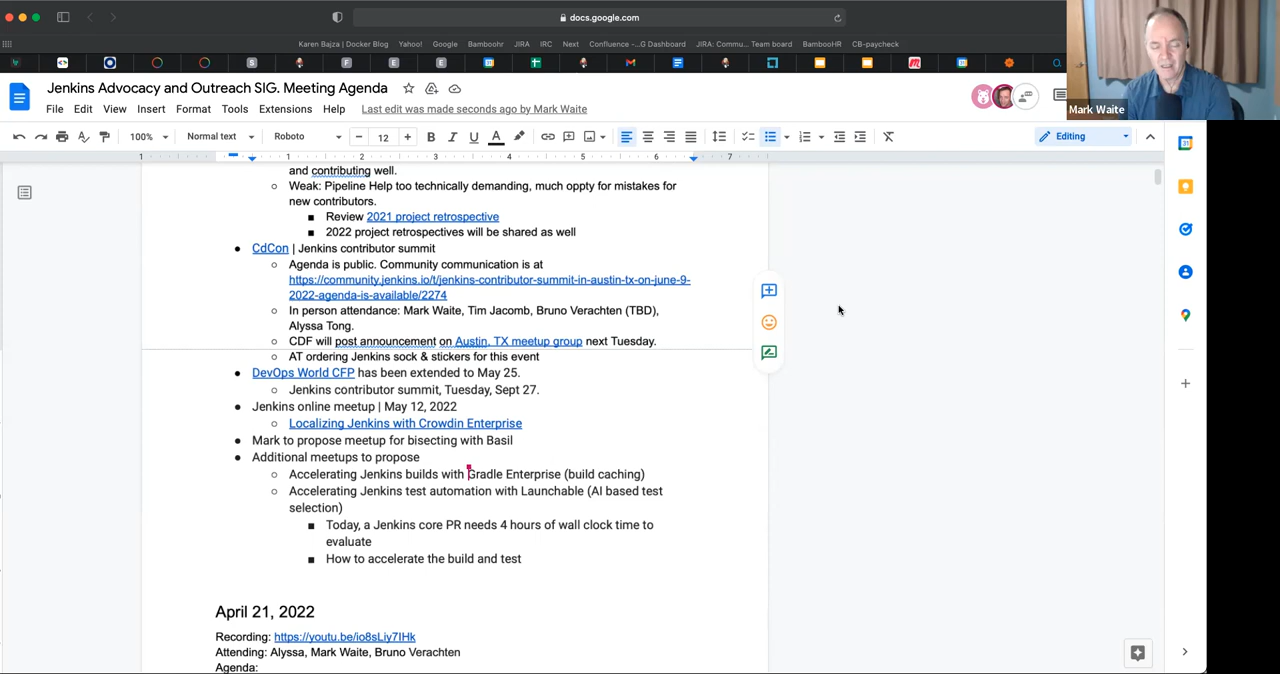 docs.google.com
Karen Bajza | Docker Blog Yahoo! Google Bamboohr JIRA IRC Next Confluence -...G Dashboard JIRA: Commu... Team board BambooHR CB-paycheck
Jenkins Advocacy and Outreach SIG. Meeting Agenda
File Edit View Insert Format Tools Extensi Help Last edit was made seconds ago by Mark Waite
Mark Waite
100% Normal text Roboto 12 B I U A Editing
1 1 2 3 4 5 6 7
and contributing well.
Weak: Pipeline Help too technically demanding, much oppty for mistakes for
new contributors.
Review 2021 project retrospective
2022 project retrospectives will be shared as well
CdCon | Jenkins contributor summit
Agenda is public. Community communication is at
https://community.jenkins.io/t/jenkins-contributor-summit-in-austin-tx-on-june-9-
2022-agenda-is-available/2274
In person attendance: Mark Waite, Tim Jacomb, Bruno Verachten (TBD),
Alyssa Tong.
CDF will post announcement on Austin, TX meetup group next Tuesday.
AT ordering Jenkins sock & stickers for this event
DevOps World CFP has been extended to May 25.
Jenkins contributor summit, Tuesday, Sept 27.
Jenkins online meetup | May 12, 2022
Localizing Jenkins with Crowdin Enterprise
Mark to propose meetup for bisecting with Basil
Additional meetups to propose
Accelerating Jenkins builds with Gradle Enterprise (build caching)
Accelerating Jenkins test automation with Launchable (AI based test
selection)
Today, a Jenkins core PR needs 4 hours of wall clock time to
evaluate
How to accelerate the build and test
April 21, 2022
Recording: https://youtu.be/io8sLiy7IHk
Attending: Alyssa, Mark Waite, Bruno Verachten
Agenda: